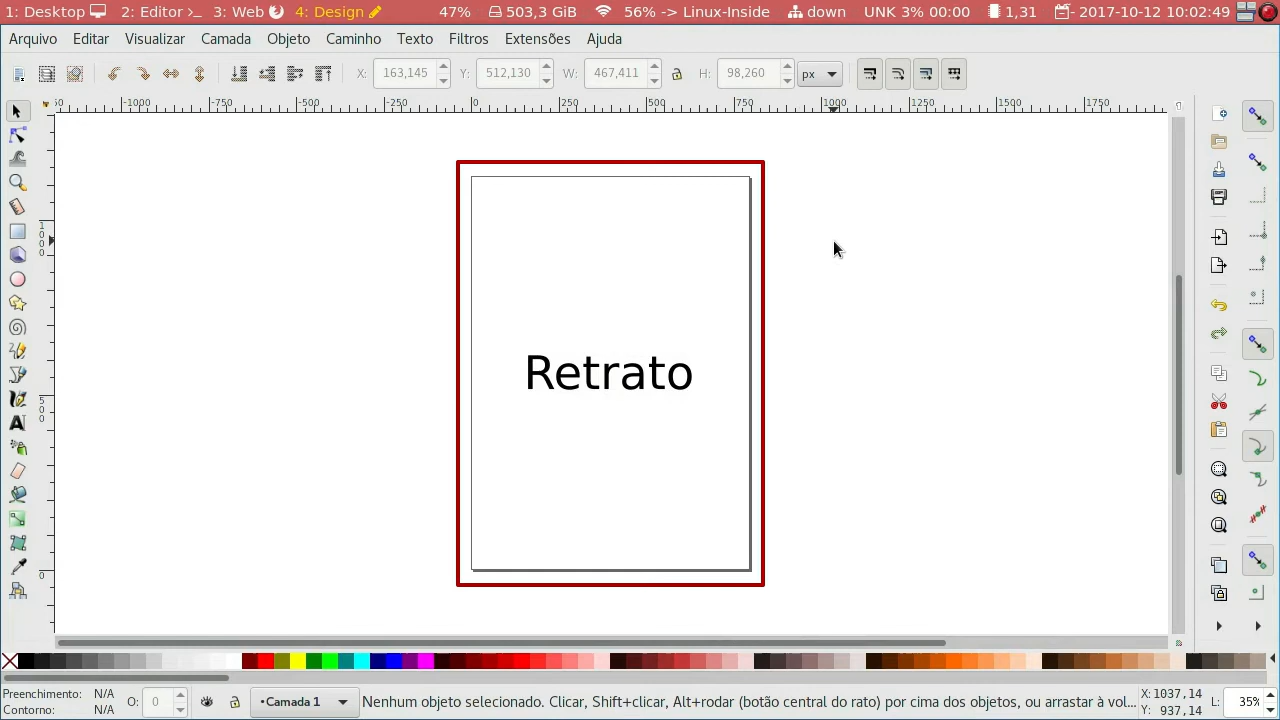 1: Desktop 2: Editor 3: Web 4: Design 47% 503,3 GiB 56% -> Linux-Inside down UNK 3% 00:00 1,31 - 2017-10-12 10:02:49
Arquivo Editar Visualizar Camada Objeto Caminho Texto Filtros Extensões Ajuda
X: 163,145 Y: 512,130 W: 467,411 H: 98,260 px
-1000 -750 -500 -250 0 250 500 750 1000 1250 1500 1750
1000
Retrato
500
0
Preenchimento: N/A
Contorno: N/A
O: 0
•Camada 1
Nenhum objeto selecionado. Clicar, Shift+clicar, Alt+rodar (botão central do rato) por cima dos objetos, ou arrastar à vol...
X: 1037,14
Y: 937,14
L: 35%